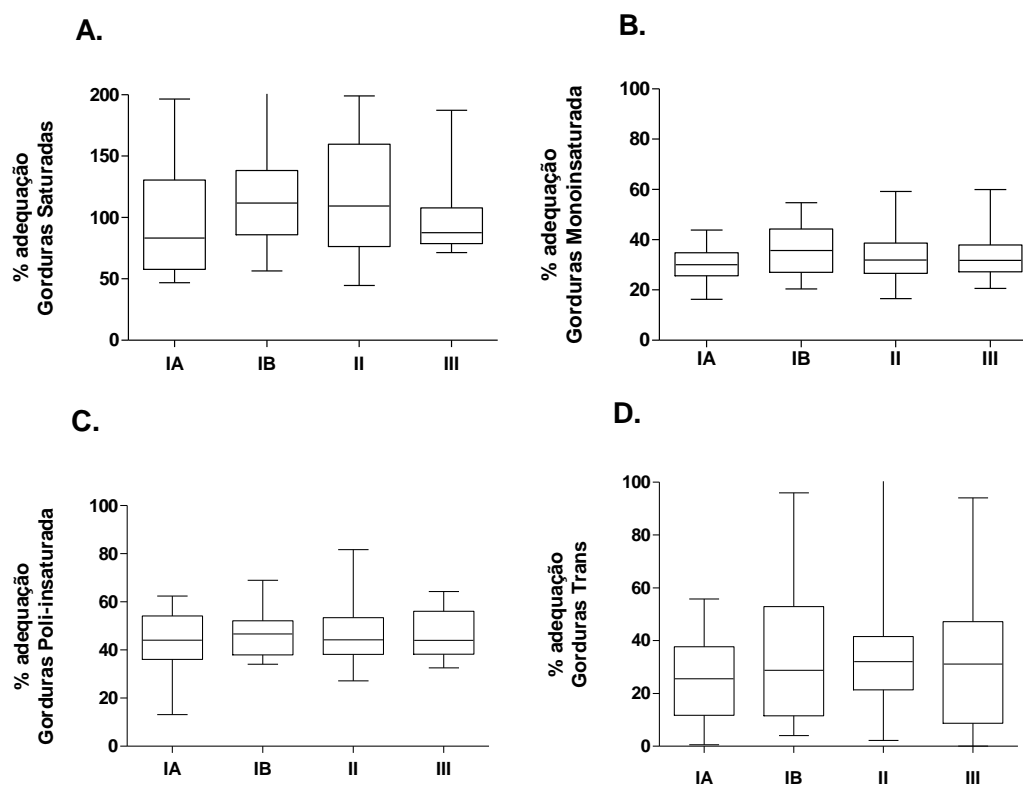 A.
% adequação
Gorduras Saturadas
200
150
100
50
0
IA IB II III
B.
% adequação
Gorduras Monoinsaturada
100
80
60
40
20
0
IA IB II III
C.
% adequação
Gorduras Poli-insaturada
100
80
60
40
20
0
IA IB II III
D.
% adequação
Gorduras Trans
100
80
60
40
20
0
IA IB II III